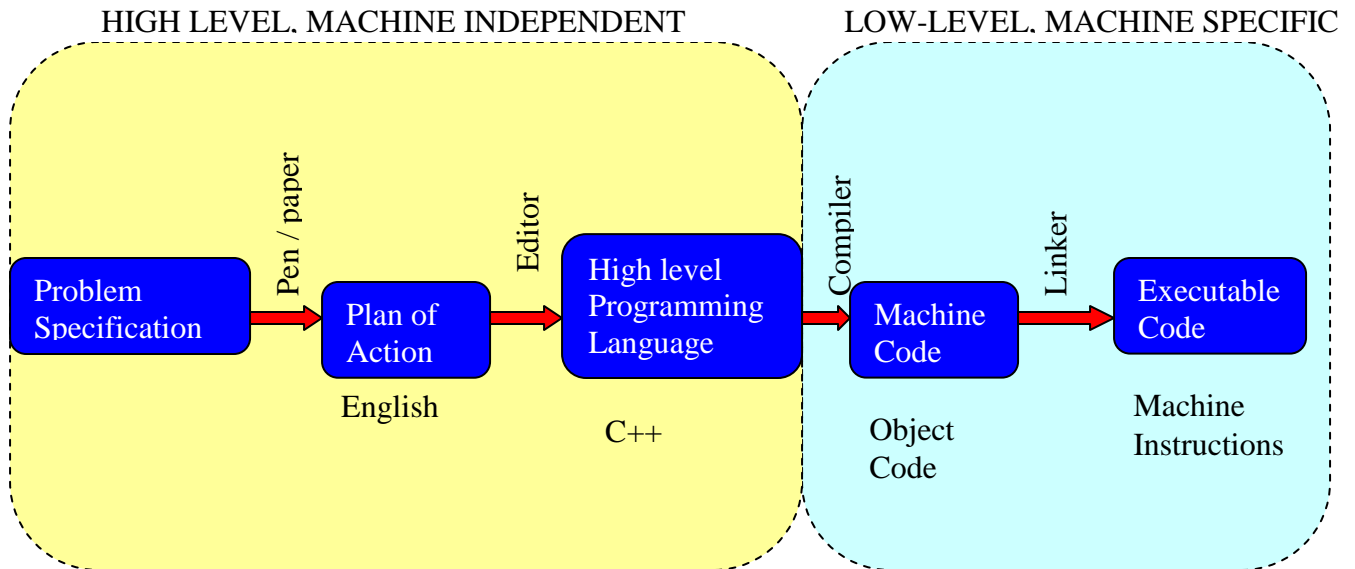 HIGH LEVEL, MACHINE INDEPENDENT
LOW-LEVEL, MACHINE SPECIFIC
Problem
Specification
Pen / paper
Plan of
Action
English
Editor
High level
Programming
Language
C++
Compiler
Machine
Code
Object
Code
Linker
Executable
Code
Machine
Instructions